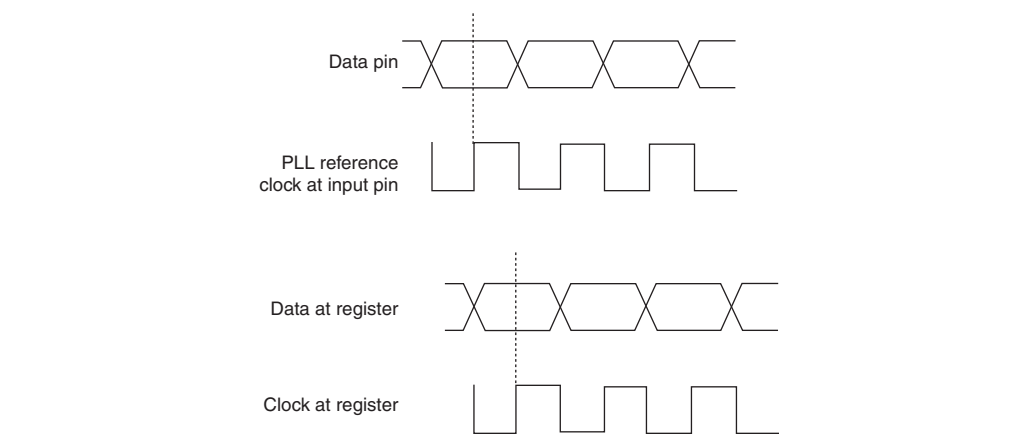 Data pin
PLL reference
clock at input pin
Data at register
Clock at register